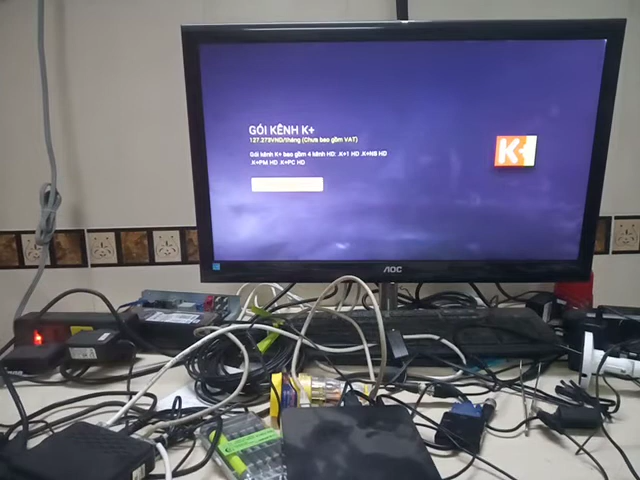 GÓI KÊNH K+
127.273VND/tháng (Chưa bao gồm VAT)
Gói kênh K+ bao gồm 4 kênh HD: .K+1 HD .K+NS HD
.K+PM HD .K+PC HD
K+
AOC